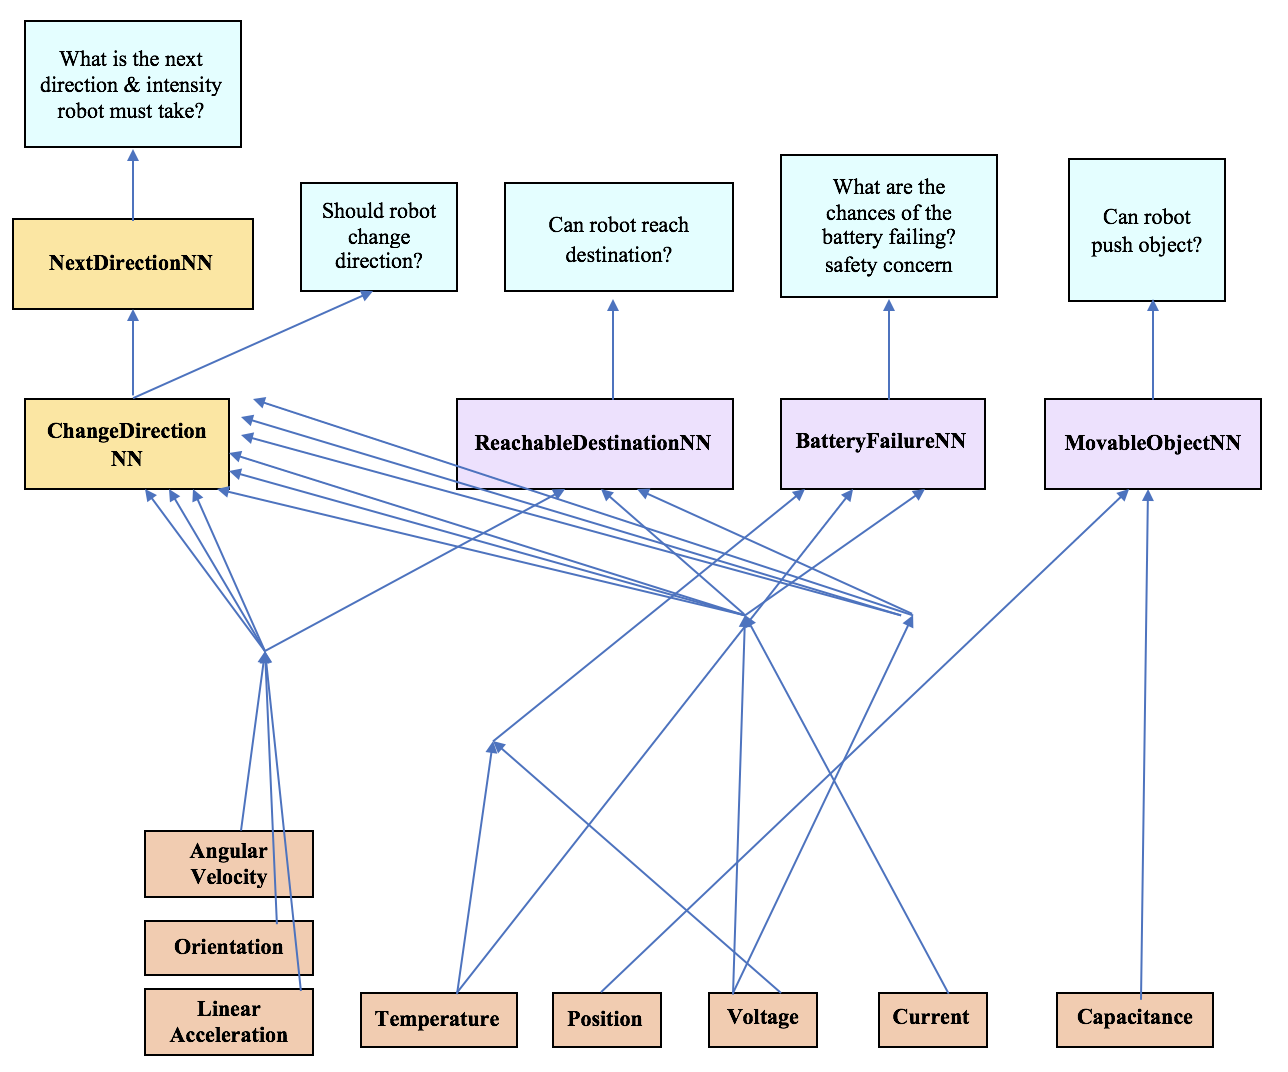 What is the next
direction & intensity
robot must take?
Should robot
change
direction?
Can robot reach
destination?
What are the
chances of the
battery failing?
safety concern
Can robot
push object?
NextDirectionNN
ChangeDirection
NN
ReachableDestinationNN
BatteryFailureNN
MovableObjectNN
Angular
Velocity
Orientation
Linear
Acceleration
Temperature
Position
Voltage
Current
Capacitance